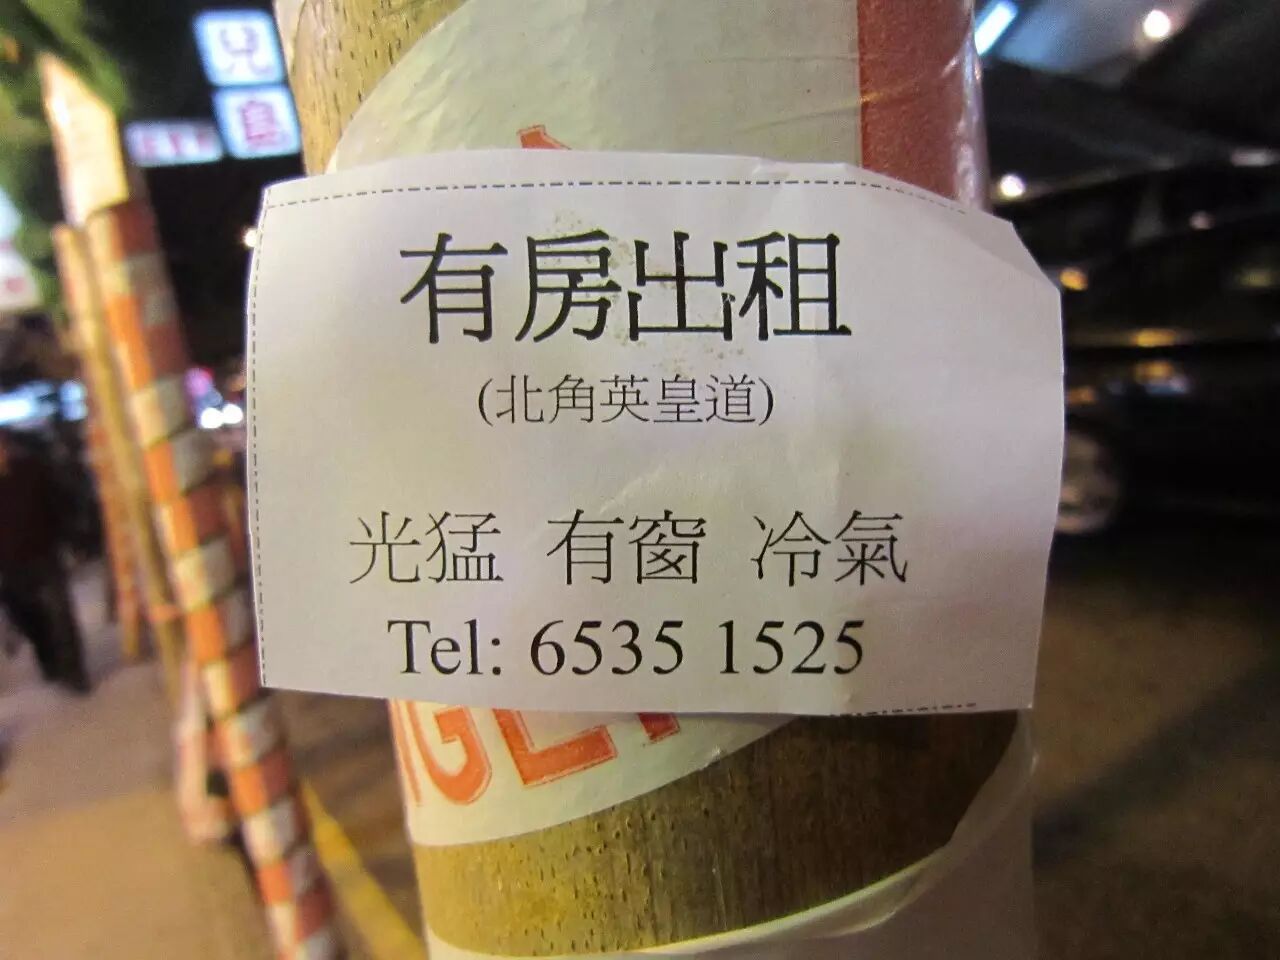 有房出租
(北角英皇道)
光猛 有窗 冷氣
Tel: 6535 1525